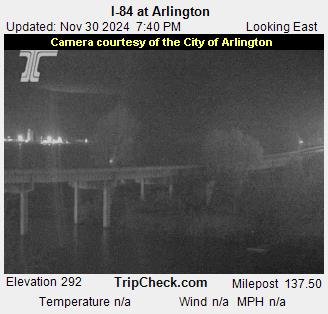 I-84 at Arlington
Updated: Nov 30 2024 7:40 PM Looking East
Camera courtesy of the City of Arlington
Elevation 292 TripCheck.com Milepost 137.50
Temperature n/a Wind n/a MPH n/a